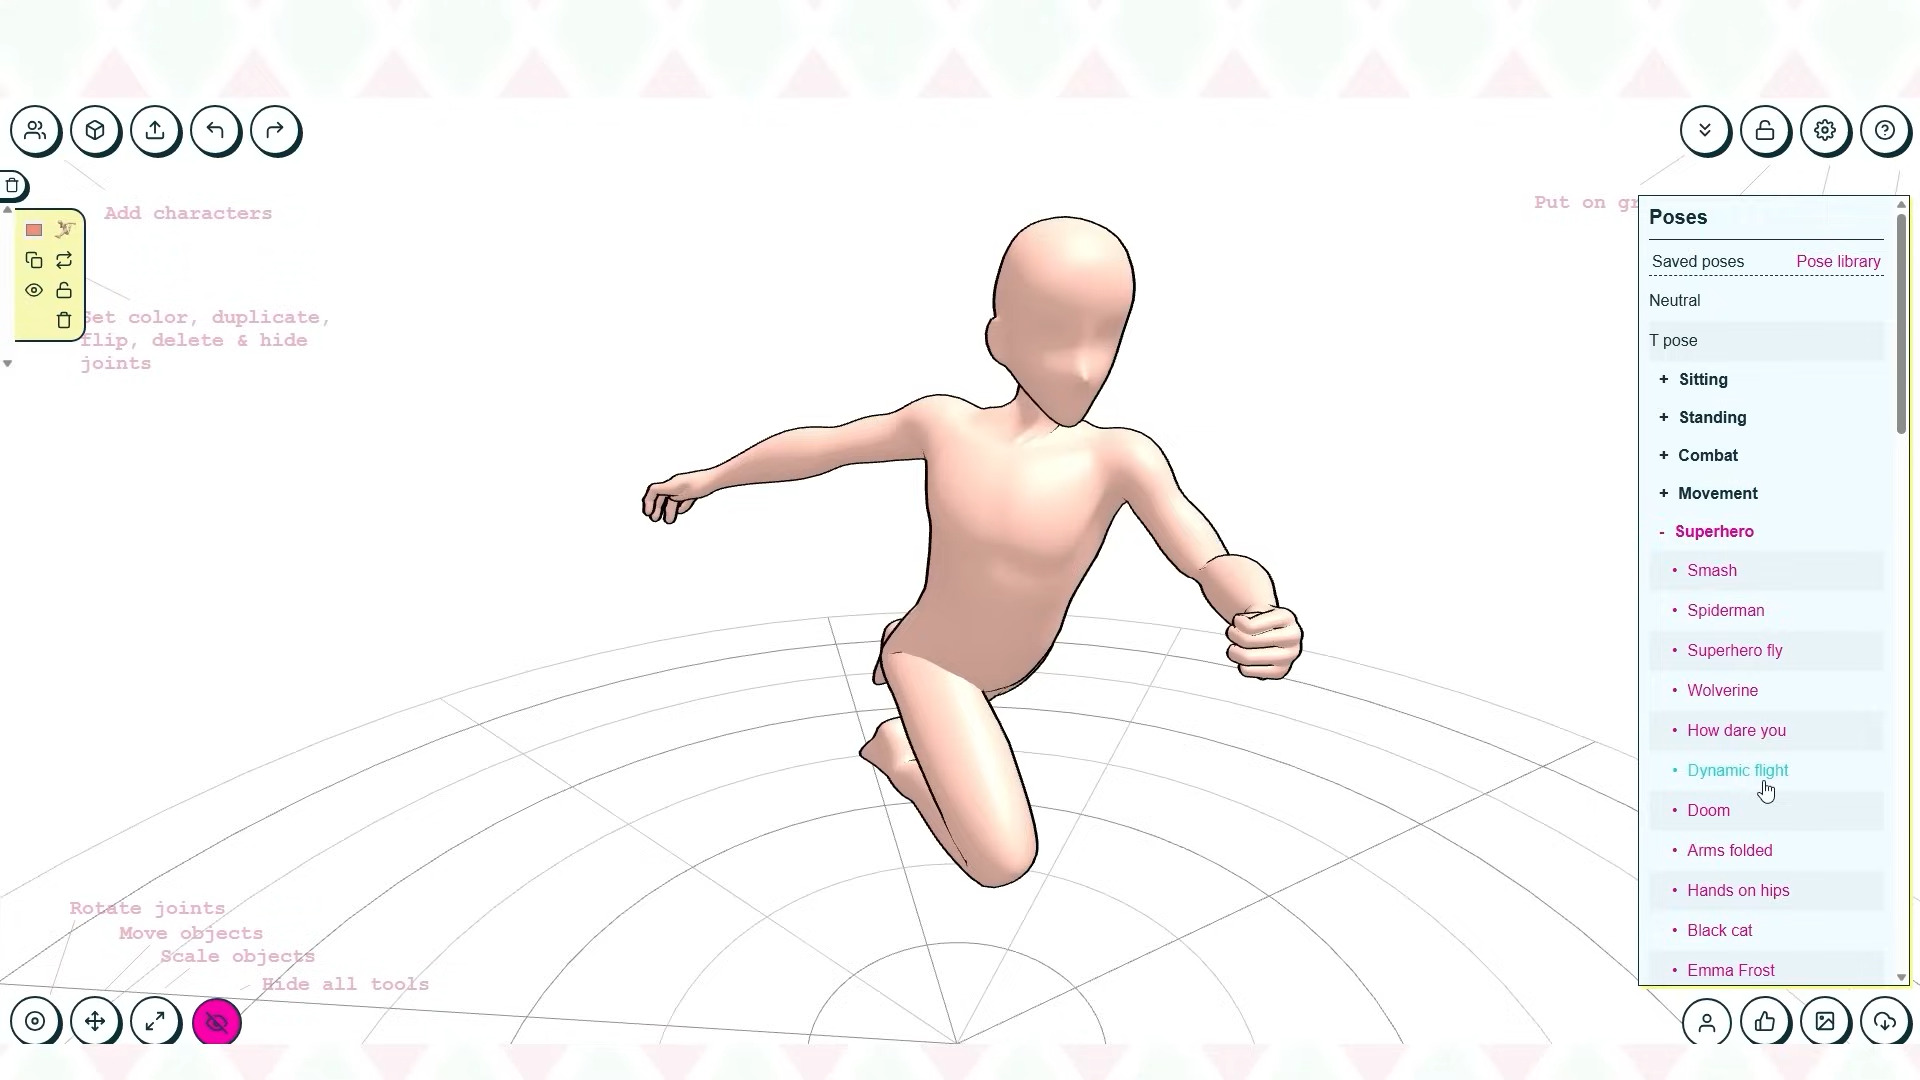 Add characters
Put on gr
Set color, duplicate,
flip, delete & hide
joints
Poses
Saved poses Pose library
Neutral
T pose
+ Sitting
+ Standing
+ Combat
+ Movement
- Superhero
• Smash
• Spiderman
• Superhero fly
• Wolverine
• How dare you
• Dynamic flight
• Doom
• Arms folded
• Hands on hips
• Black cat
• Emma Frost
Rotate joints
Move objects
Scale objects
Hide all tools